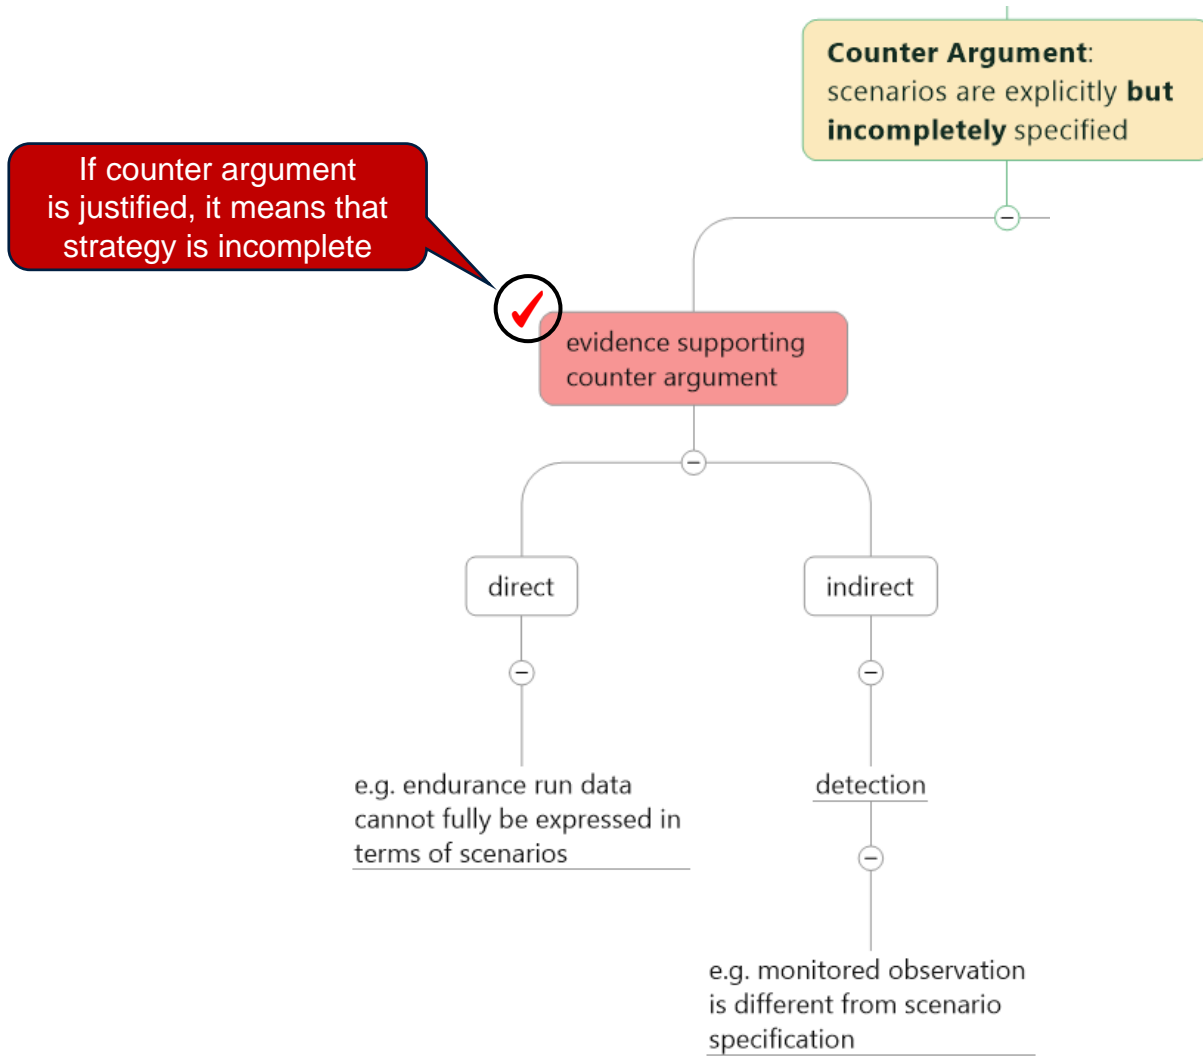 Counter Argument:
scenarios are explicitly but
incompletely specified
If counter argument
is justified, it means that
strategy is incomplete
evidence supporting
counter argument
direct
indirect
e.g. endurance run data
cannot fully be expressed in
terms of scenarios
detection
e.g. monitored observation
is different from scenario
specification